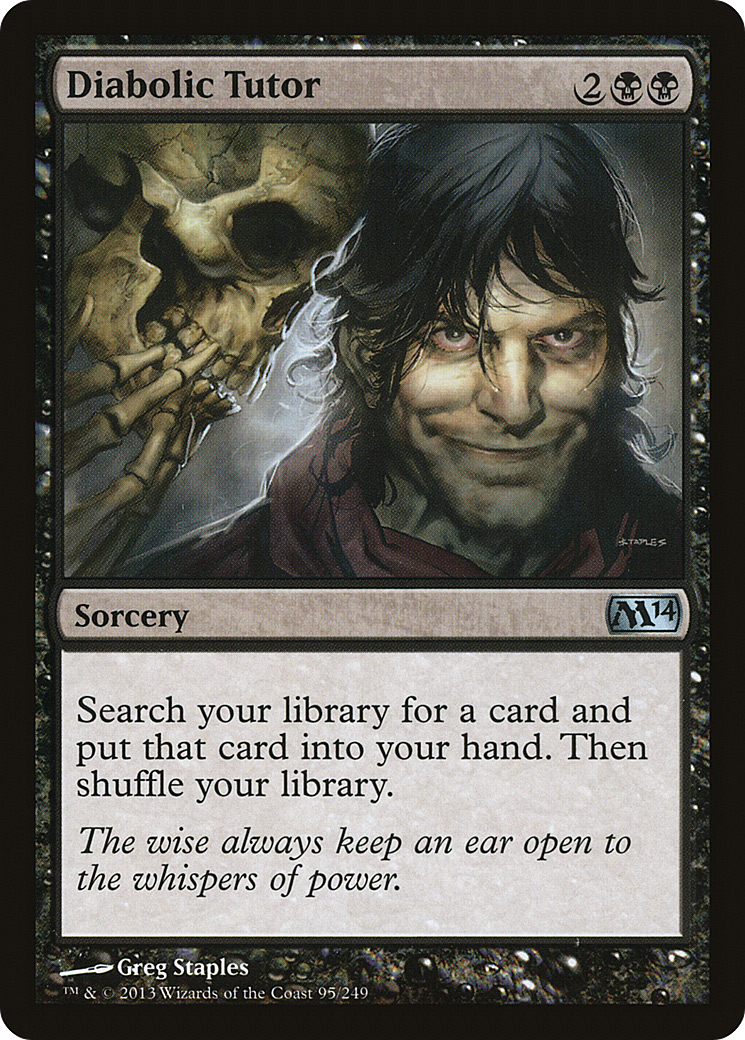 Diabolic Tutor 2
STAPLES
Sorcery M14
Search your library for a card and
put that card into your hand. Then
shuffle your library.
The wise always keep an ear open to
the whispers of power.
Greg Staples
™ & © 2013 Wizards of the Coast 95/249